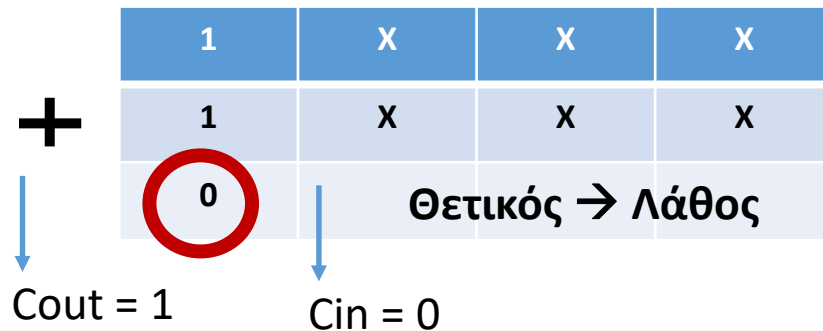 1 X X X
+ 1 X X X
0 Θετικός → Λάθος
Cout = 1 Cin = 0